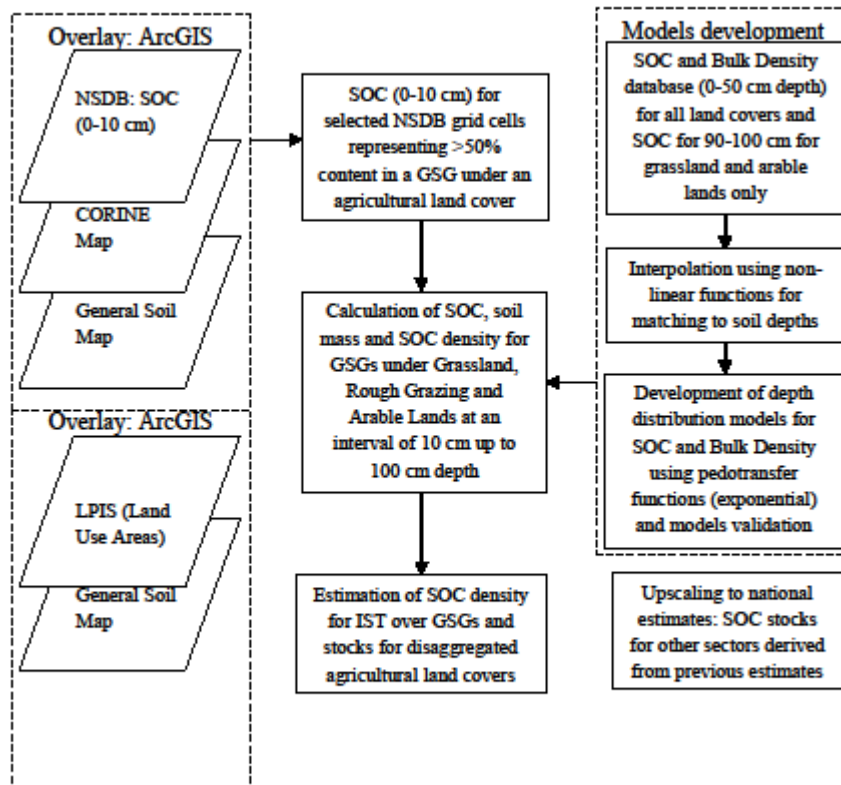 Overlay: ArcGIS
NSDB: SOC
(0-10 cm)
CORINE
Map
General Soil
Map
Overlay: ArcGIS
LPIS (Land
Use Areas)
General Soil
Map
SOC (0-10 cm) for
selected NSDB grid cells
representing >50%
content in a GSG under an
agricultural land cover
Calculation of SOC, soil
mass and SOC density for
GSGs under Grassland,
Rough Grazing and
Arable Lands at an
interval of 10 cm up to
100 cm depth
Estimation of SOC density
for IST over GSGs and
stocks for disaggregated
agricultural land covers
Models development
SOC and Bulk Density
database (0-50 cm depth)
for all land covers and
SOC for 90-100 cm for
grassland and arable
lands only
Interpolation using non-
linear functions for
matching to soil depths
Development of depth
distribution models for
SOC and Bulk Density
using pedotransfer
functions (exponential)
and models validation
Upscaling to national
estimates: SOC stocks
for other sectors derived
from previous estimates